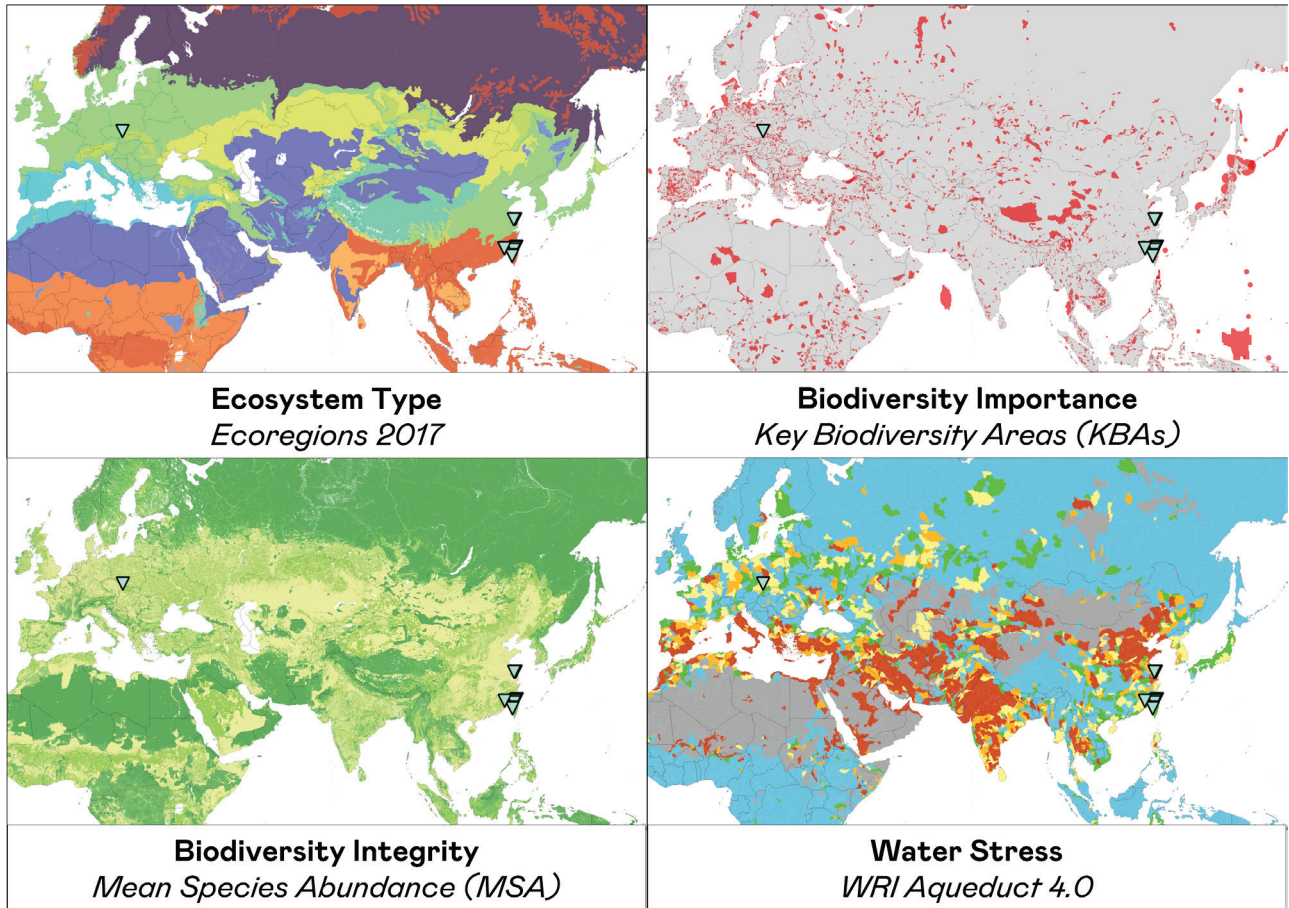 Ecosystem Type
Ecoregions 2017
Biodiversity Importance
Key Biodiversity Areas (KBAs)
Biodiversity Integrity
Mean Species Abundance (MSA)
Water Stress
WRI Aqueduct 4.0